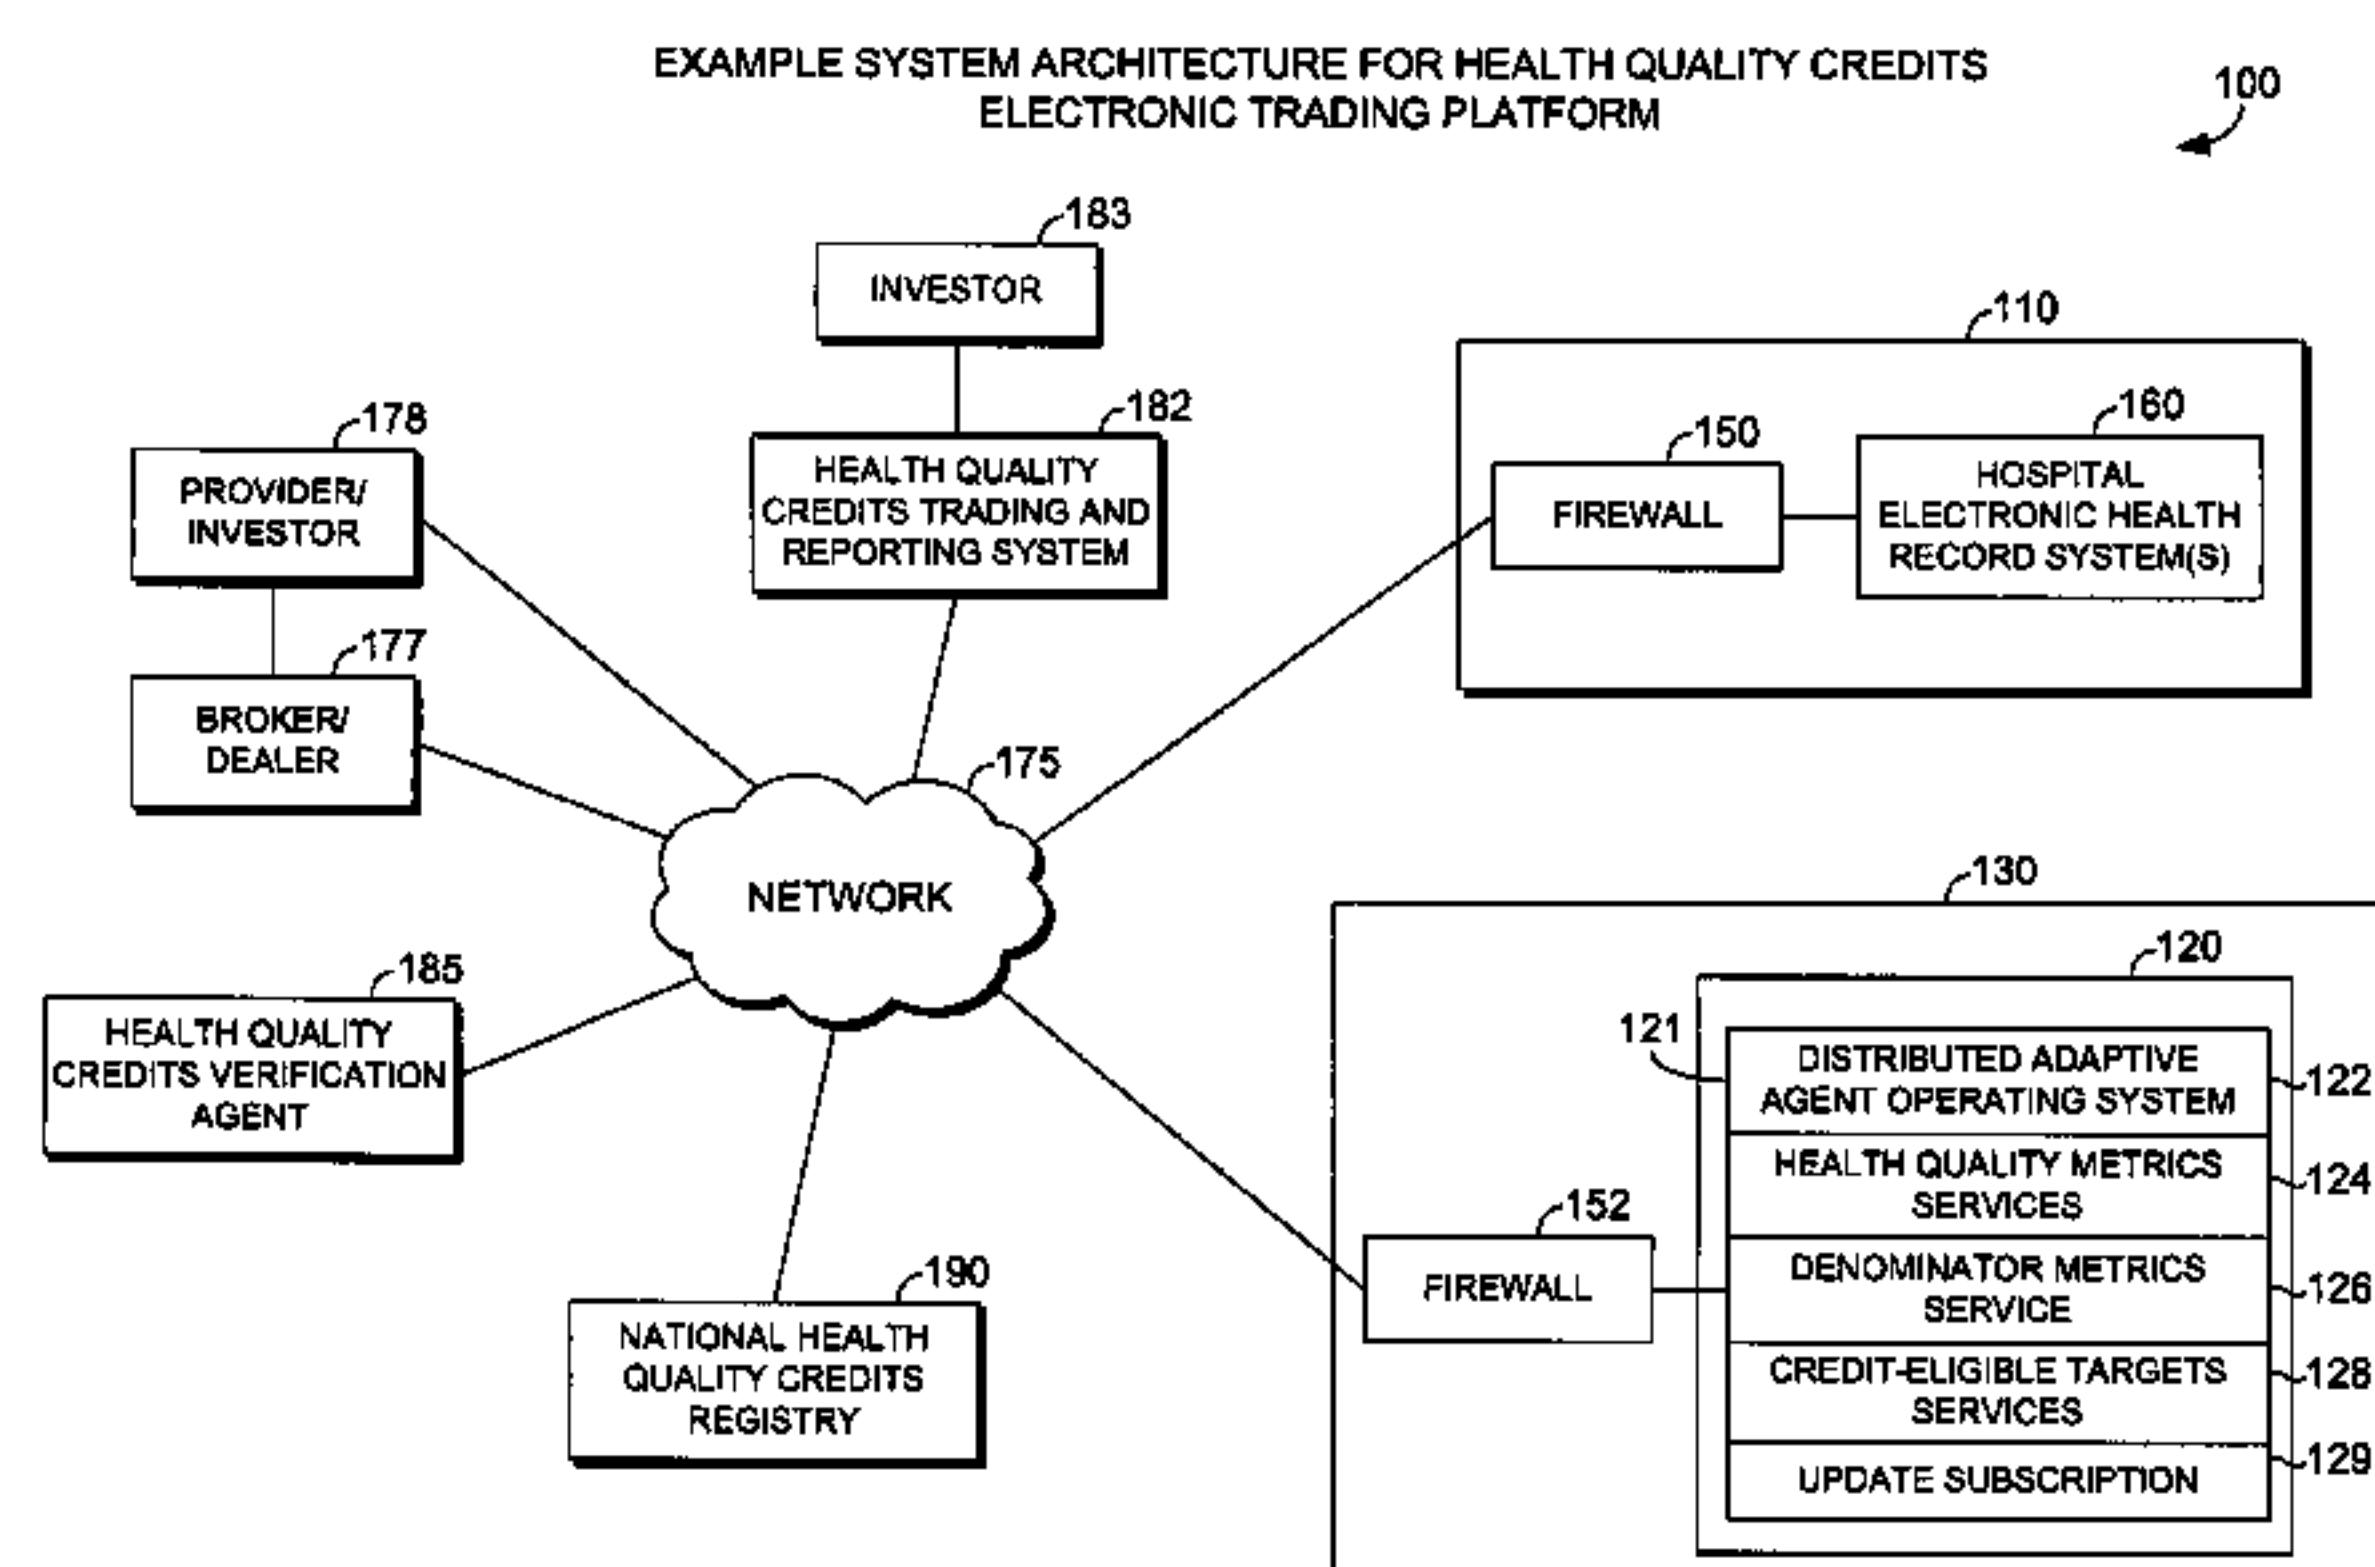 EXAMPLE SYSTEM ARCHITECTURE FOR HEALTH QUALITY CREDITS
ELECTRONIC TRADING PLATFORM
100
183
INVESTOR
182
HEALTH QUALITY
CREDITS TRADING AND
REPORTING SYSTEM
178
PROVIDER/
INVESTOR
177
BROKER/
DEALER
110
150
FIREWALL
160
HOSPITAL
ELECTRONIC HEALTH
RECORD SYSTEM(S)
175
NETWORK
185
HEALTH QUALITY
CREDITS VERIFICATION
AGENT
190
NATIONAL HEALTH
QUALITY CREDITS
REGISTRY
130
152
FIREWALL
120
121
DISTRIBUTED ADAPTIVE
AGENT OPERATING SYSTEM
122
HEALTH QUALITY METRICS
SERVICES
124
DENOMINATOR METRICS
SERVICE
126
CREDIT-ELIGIBLE TARGETS
SERVICES
128
UPDATE SUBSCRIPTION
129